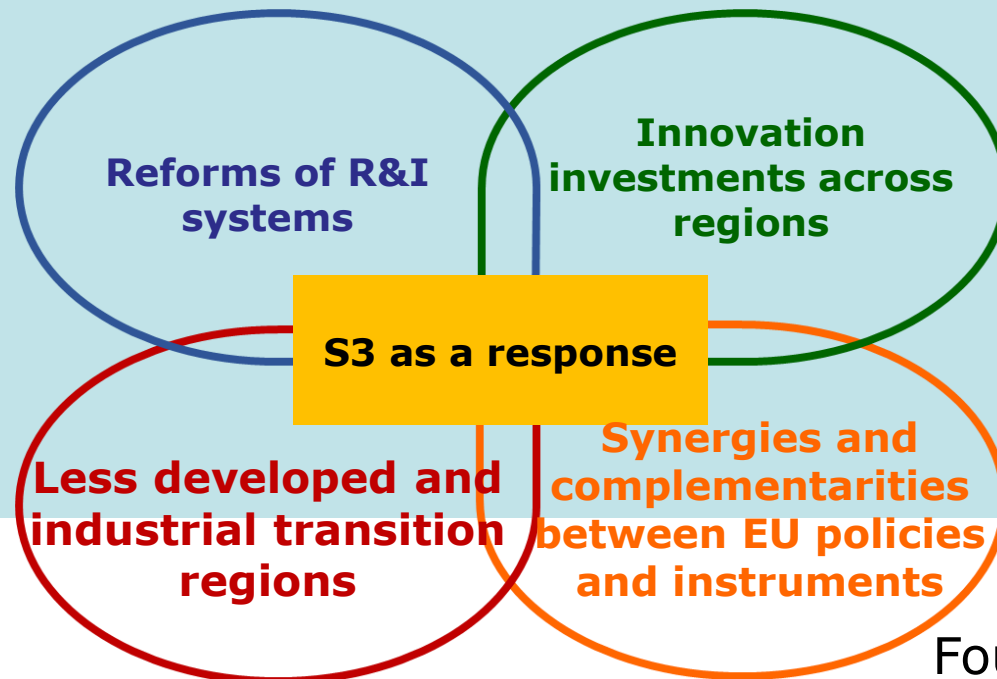 Reforms of R&I
systems
Innovation
investments across
regions
S3 as a response
Less developed and
industrial transition
regions
Synergies and
complementarities
between EU policies
and instruments